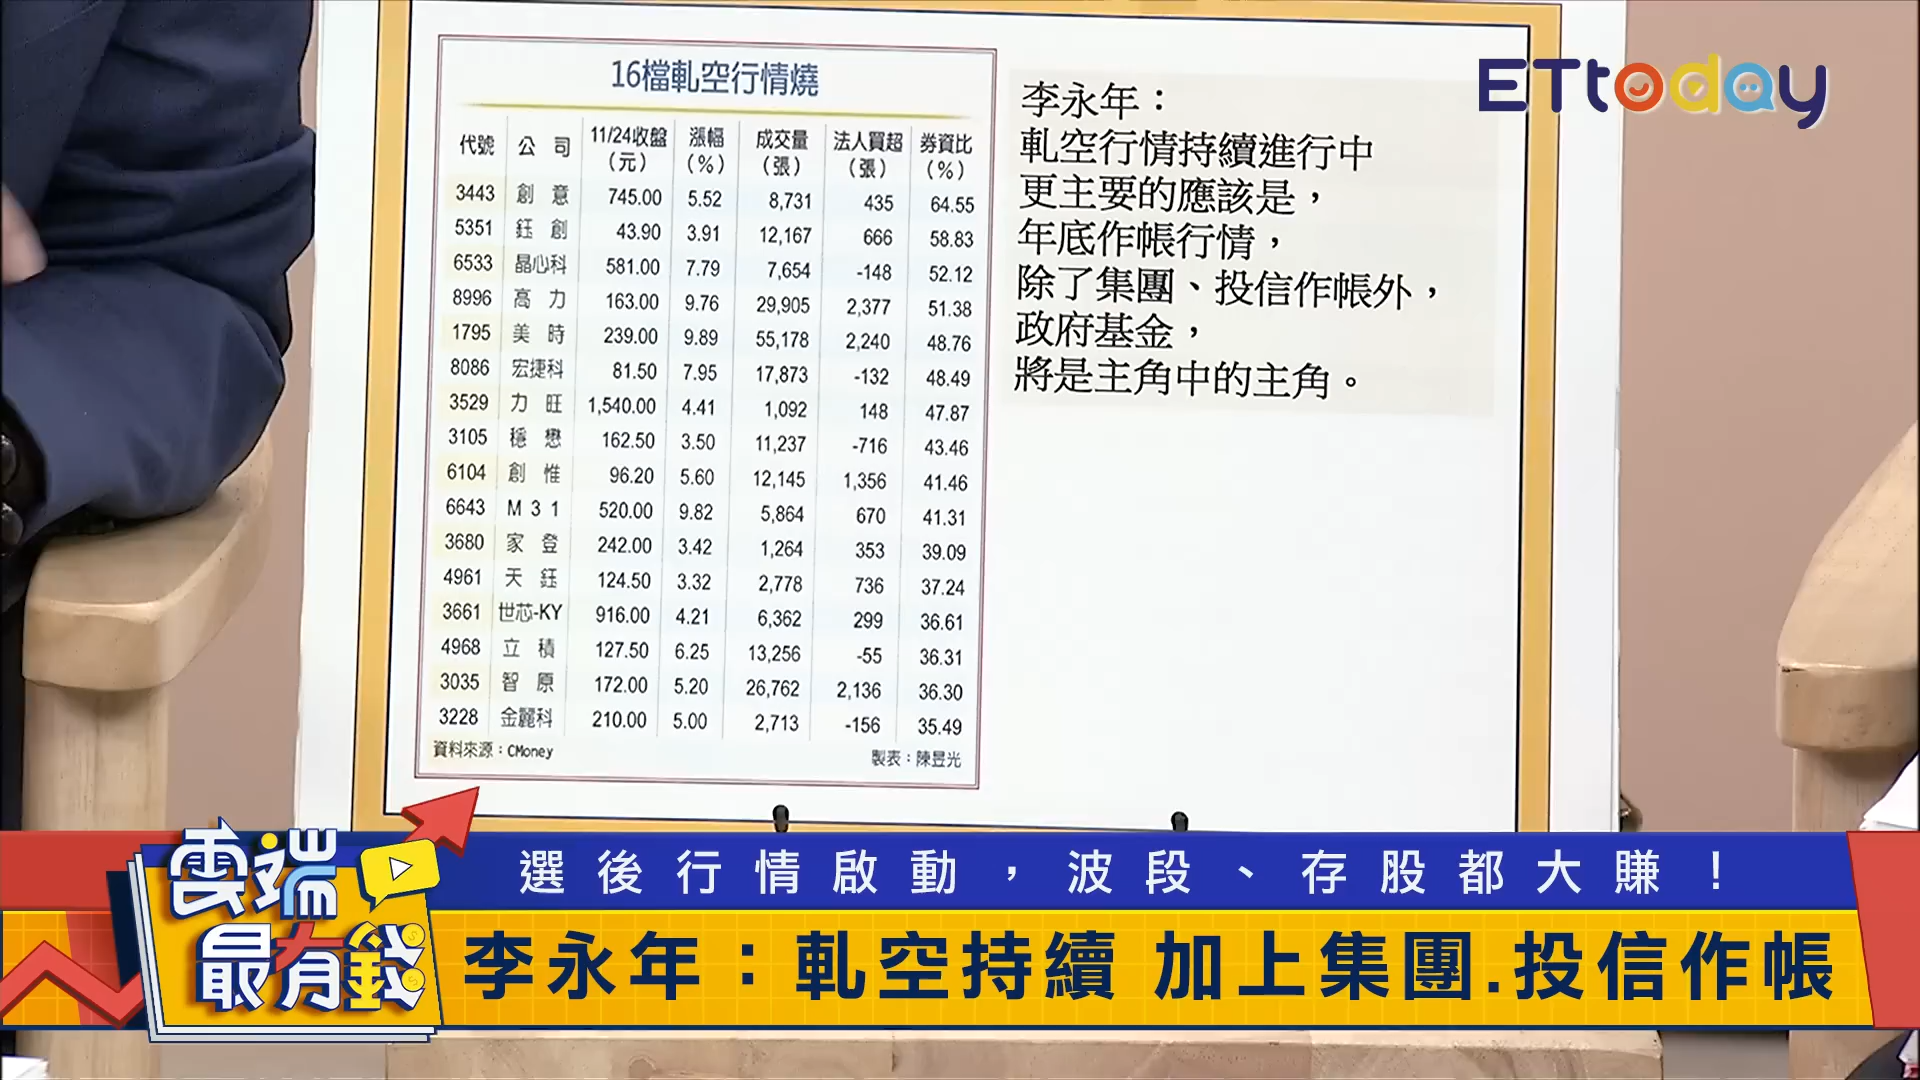 ETtoday
16檔軋空行情燒
代號 公司 11/24收盤(元) 漲幅(%) 成交量(張) 法人買超(張) 券資比(%)
3443 創意 745.00 5.52 8,731 435 64.55
5351 鈺創 43.90 3.91 12,167 666 58.83
6533 晶心科 581.00 7.79 7,654 -148 52.12
8996 高力 163.00 9.76 29,905 2,377 51.38
1795 美時 239.00 9.89 55,178 2,240 48.76
8086 宏捷科 81.50 7.95 17,873 -132 48.49
3529 力旺 1,540.00 4.41 1,092 148 47.87
3105 穩懋 162.50 3.50 11,237 -716 43.46
6104 創惟 96.20 5.60 12,145 1,356 41.46
6643 M31 520.00 9.82 5,864 670 41.31
3680 家登 242.00 3.42 1,264 353 39.09
4961 天鈺 124.50 3.32 2,778 736 37.24
3661 世芯-KY 916.00 4.21 6,362 299 36.61
4968 立積 127.50 6.25 13,256 -55 36.31
3035 智原 172.00 5.20 26,762 2,136 36.30
3228 金麗科 210.00 5.00 2,713 -156 35.49
資料來源：CMoney 製表：陳昱光
李永年：
軋空行情持續進行中
更主要的應該是，
年底作帳行情，
除了集團、投信作帳外，
政府基金，
將是主角中的主角。
雲端
最有錢
選後行情啟動，波段、存股都大賺！
李永年：軋空持續 加上集團.投信作帳